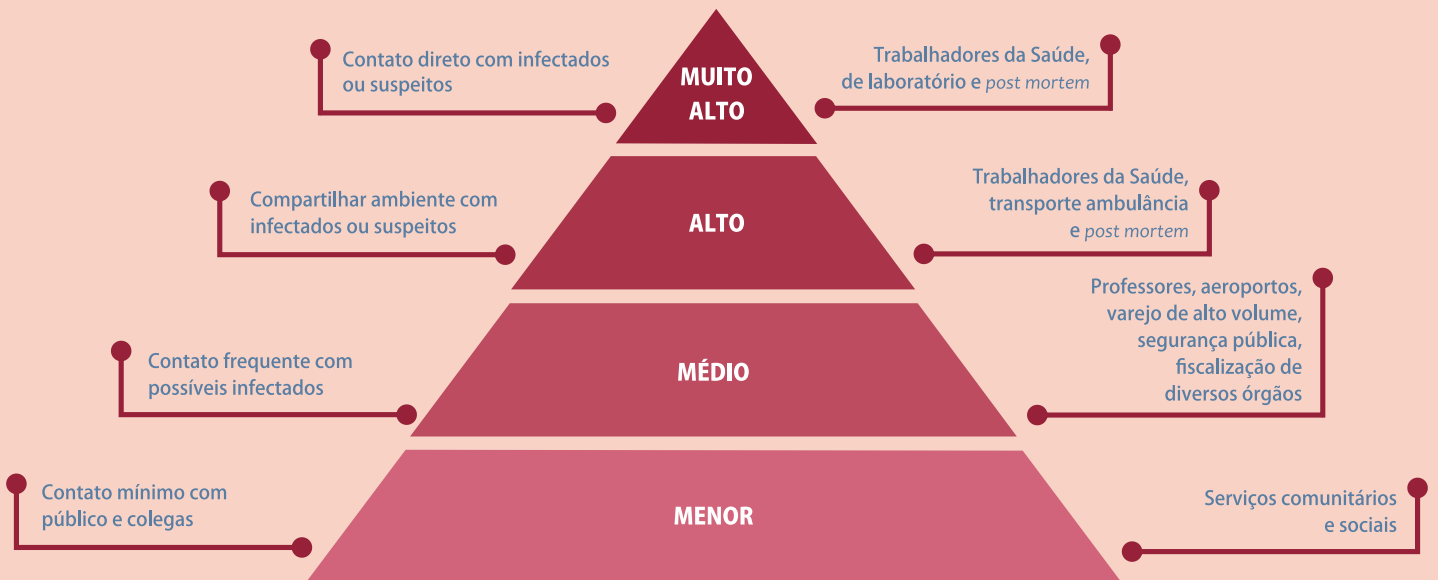 Contato direto com infectados
ou suspeitos
MUITO
ALTO
Trabalhadores da Saúde,
de laboratório e post mortem
Compartilhar ambiente com
infectados ou suspeitos
ALTO
Trabalhadores da Saúde,
transporte ambulância
e post mortem
Contato frequente com
possíveis infectados
MÉDIO
Professores, aeroportos,
varejo de alto volume,
segurança pública,
fiscalização de
diversos órgãos
Contato mínimo com
público e colegas
MENOR
Serviços comunitários
e sociais